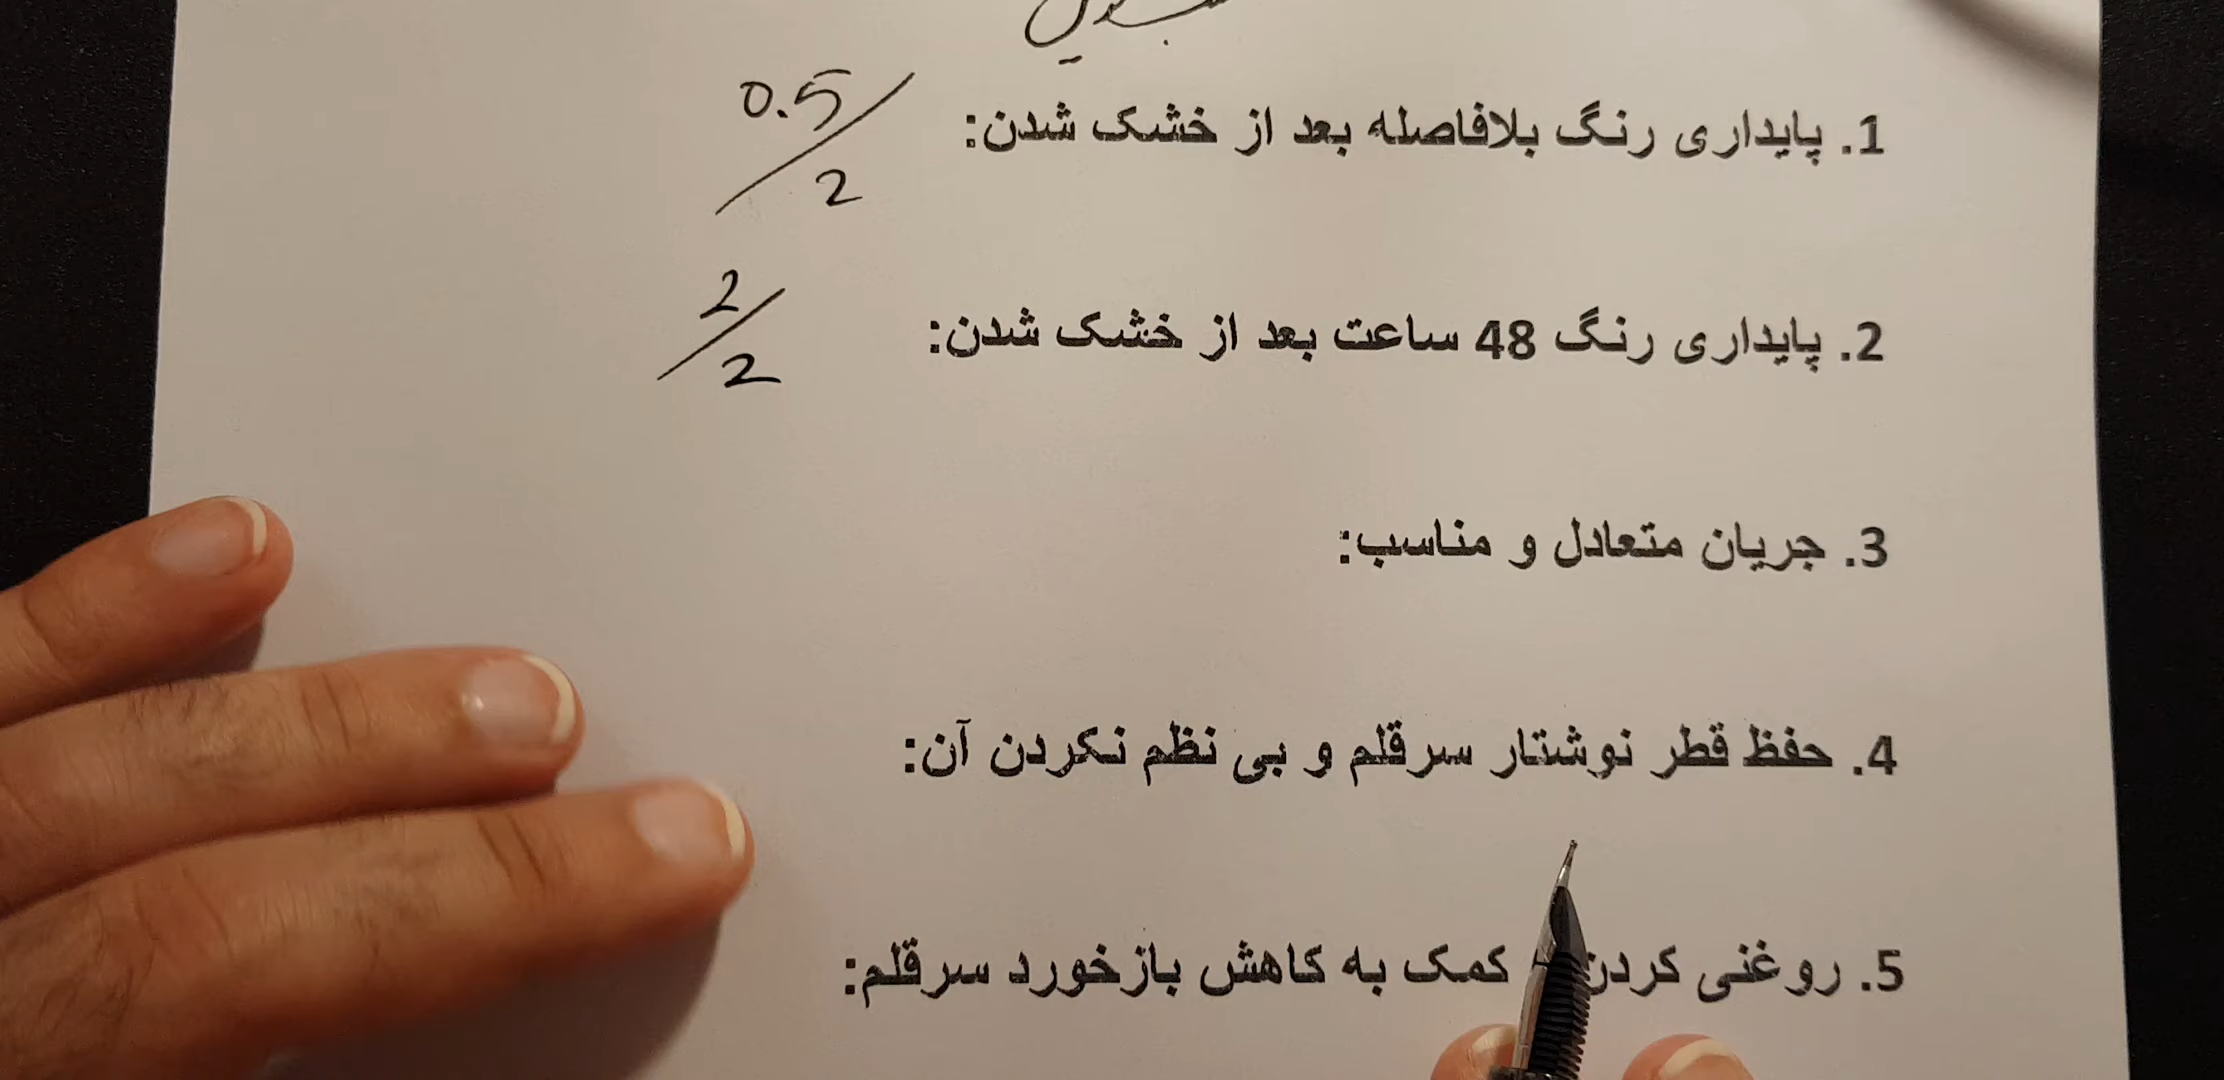 1. پایداری رنگ بلافاصله بعد از خشک شدن: 0.5/2
2. پایداری رنگ 48 ساعت بعد از خشک شدن: 2/2
3. جریان متعادل و مناسب:
4. حفظ قطر نوشتار سرقلم و بی نظم نکردن آن:
5. روغنی کردن کمک به کاهش بازخورد سرقلم: